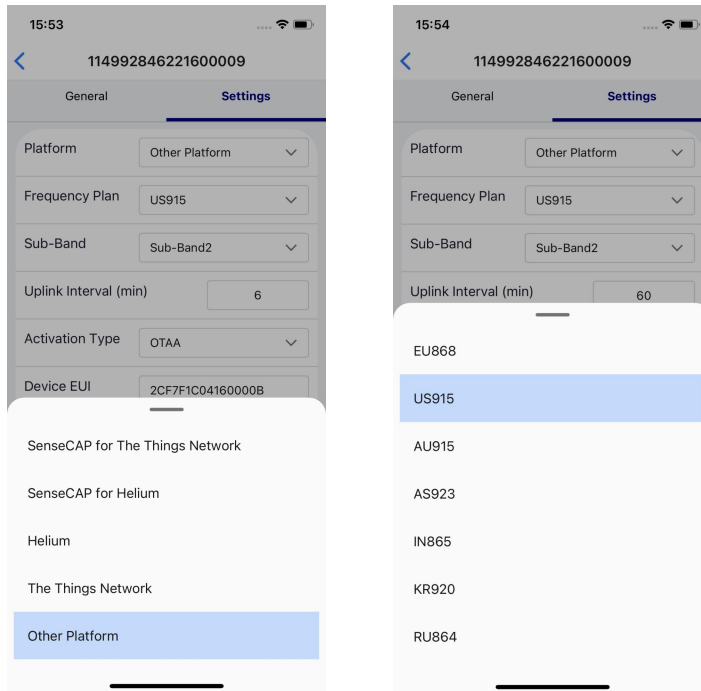 15:53
114992846221600009
General Settings
Platform Other Platform
Frequency Plan US915
Sub-Band Sub-Band2
Uplink Interval (min) 6
Activation Type OTAA
Device EUI 2CF7F1C04160000B
SenseCAP for The Things Network
SenseCAP for Helium
Helium
The Things Network
Other Platform
15:54
114992846221600009
General Settings
Platform Other Platform
Frequency Plan US915
Sub-Band Sub-Band2
Uplink Interval (min) 60
EU868
US915
AU915
AS923
IN865
KR920
RU864